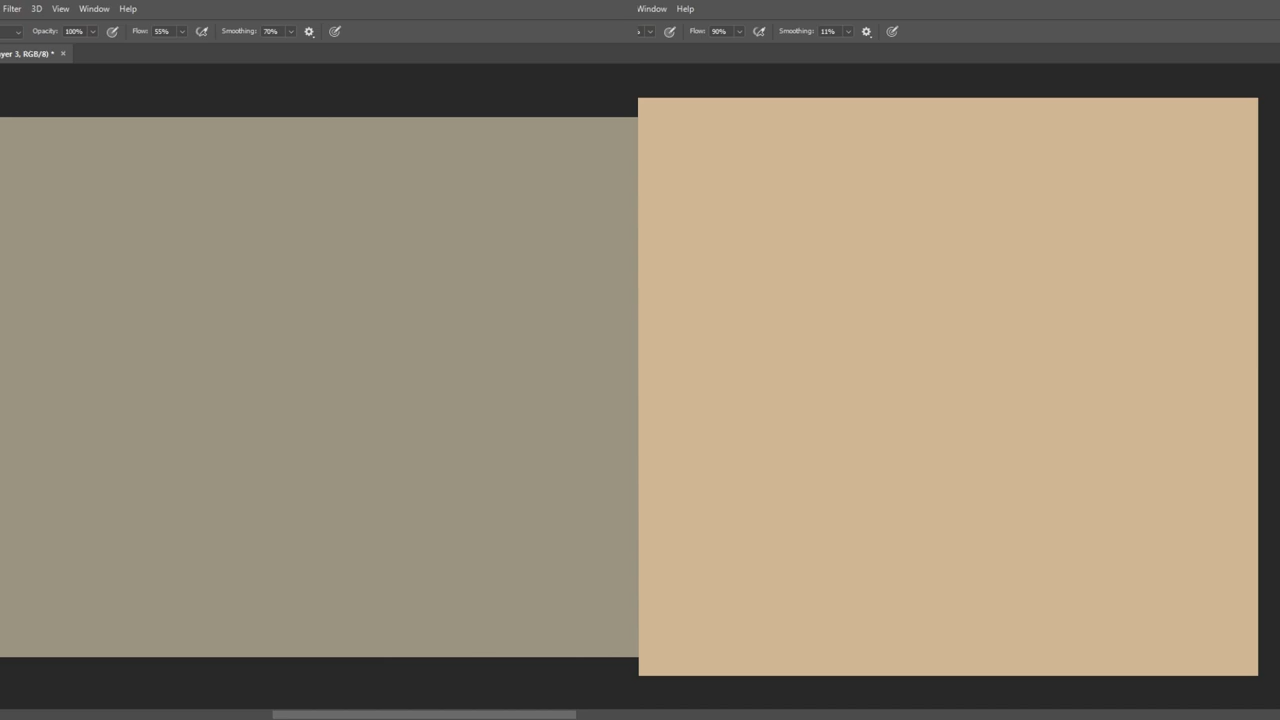 Filter 3D View Window Help
Opacity: 100% Flow: 55% Smoothing: 70%
yer 3, RGB/8) * ×
Window Help
Flow: 90% Smoothing: 11%